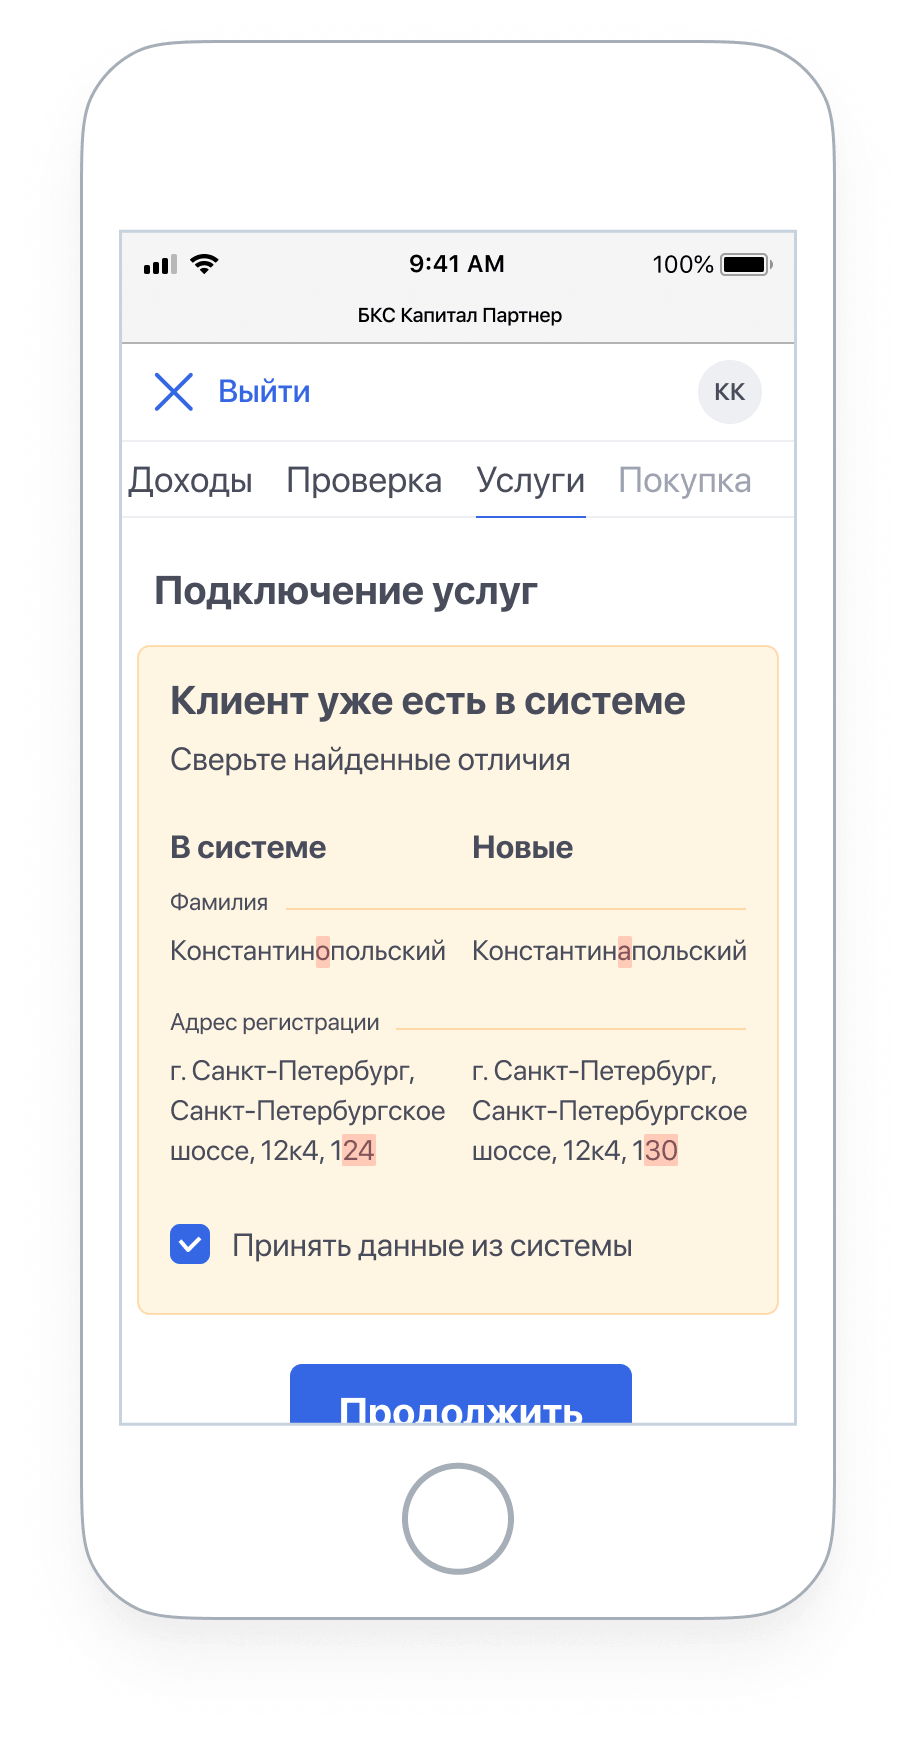 9:41 AM 100%
БКС Капитал Партнер
Выйти КК
Доходы Проверка Услуги Покупка
Подключение услуг
Клиент уже есть в системе
Сверьте найденные отличия
В системе Новые
Фамилия
Константинопольский Константинапольский
Адрес регистрации
г. Санкт-Петербург, г. Санкт-Петербург,
Санкт-Петербургское Санкт-Петербургское
шоссе, 12к4, 124 шоссе, 12к4, 130
Принять данные из системы
Продолжить